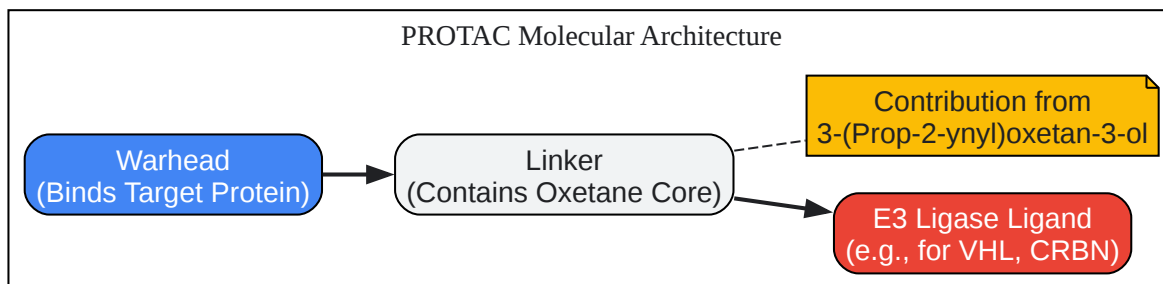 PROTAC Molecular Architecture
Warhead
(Binds Target Protein)
Linker
(Contains Oxetane Core)
Contribution from
3-(Prop-2-ynyl)oxetan-3-ol
E3 Ligase Ligand
(e.g., for VHL, CRBN)